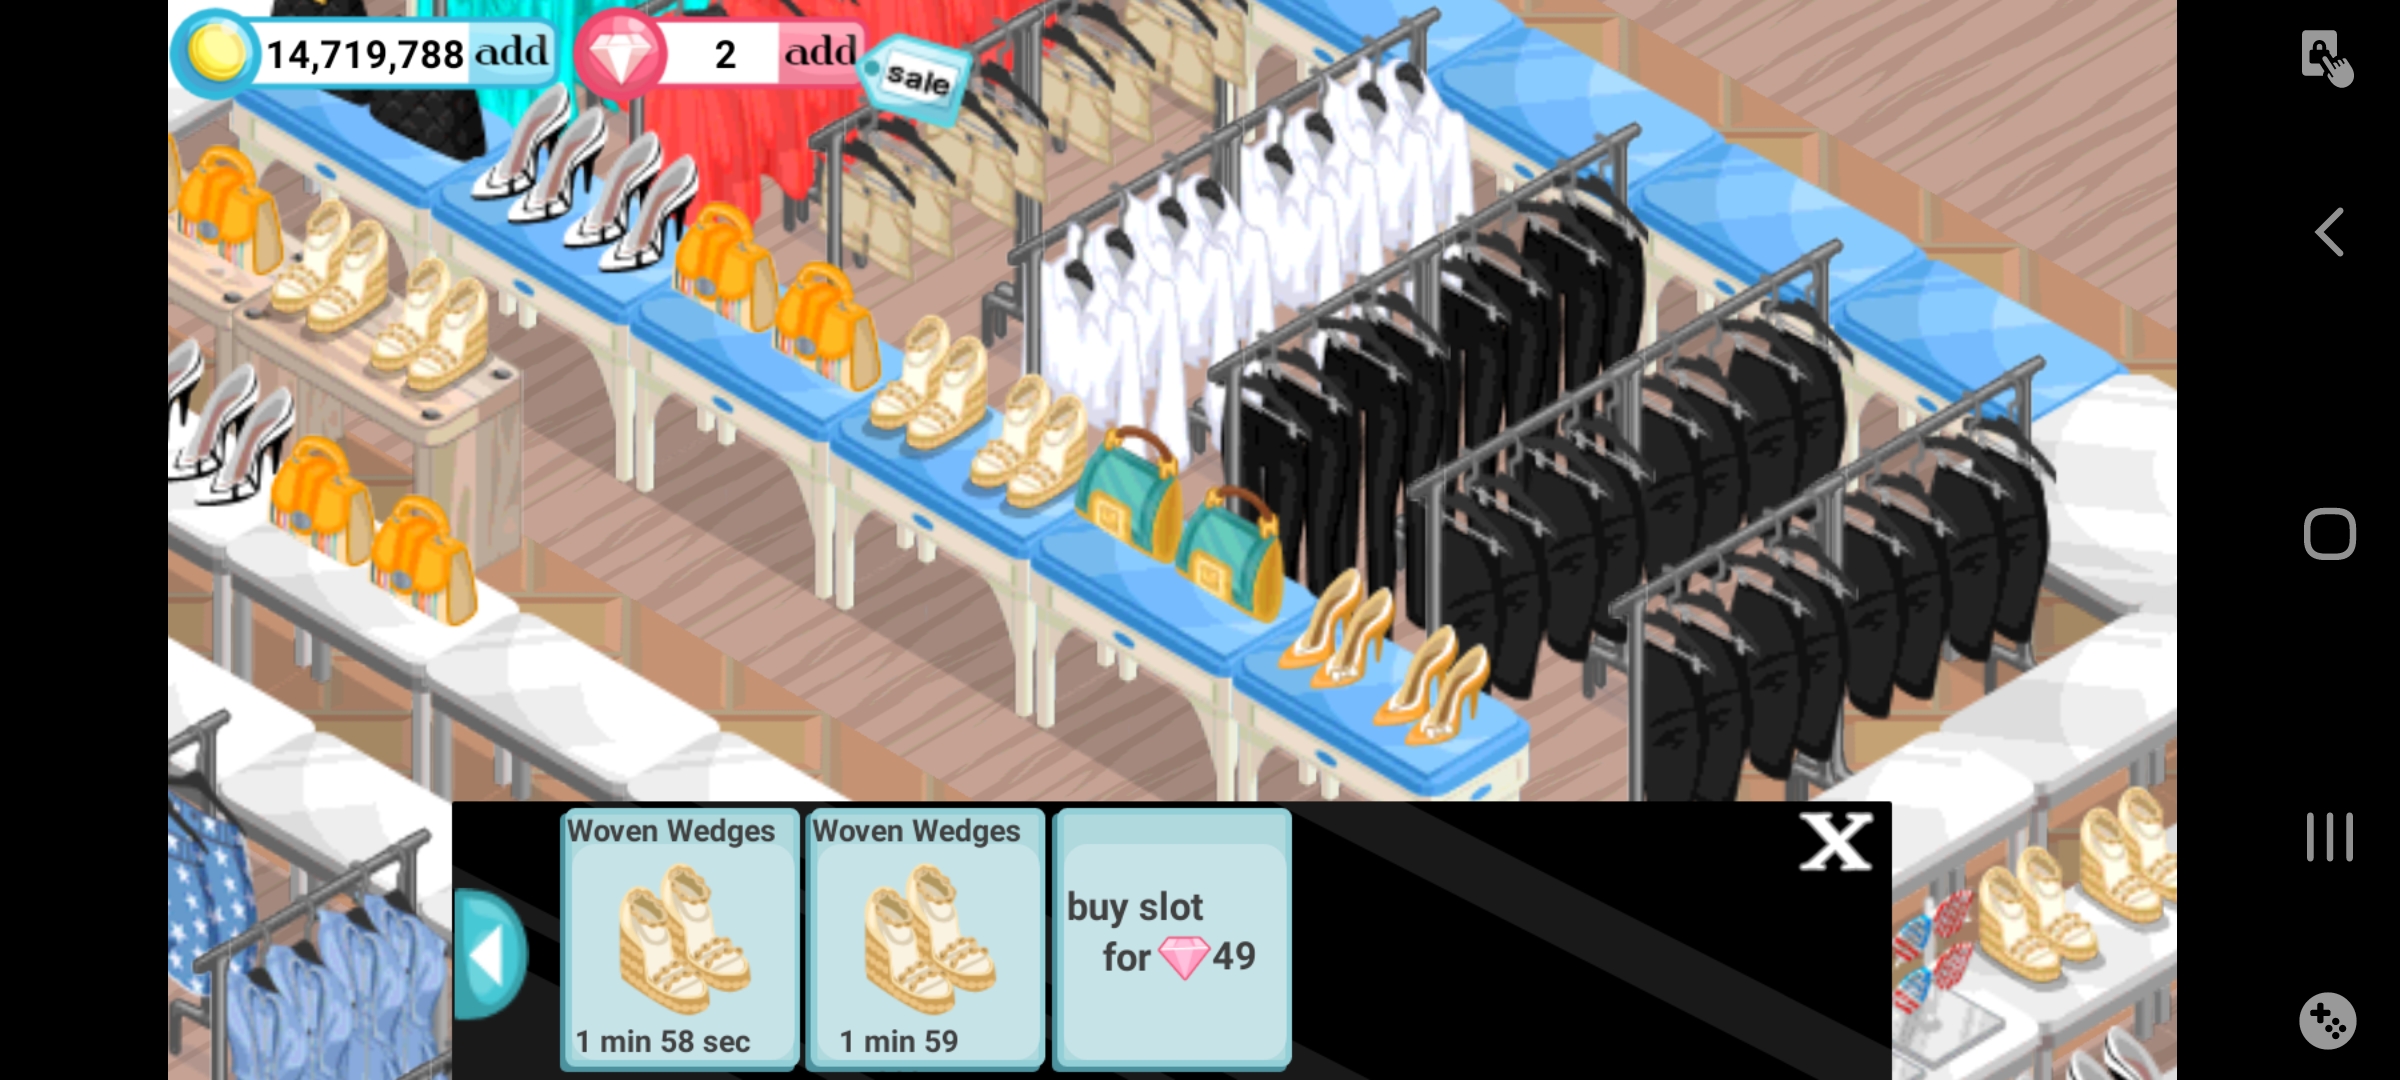 14,719,788 add
2 add
sale
Woven Wedges
1 min 58 sec
Woven Wedges
1 min 59
buy slot
for 49
X